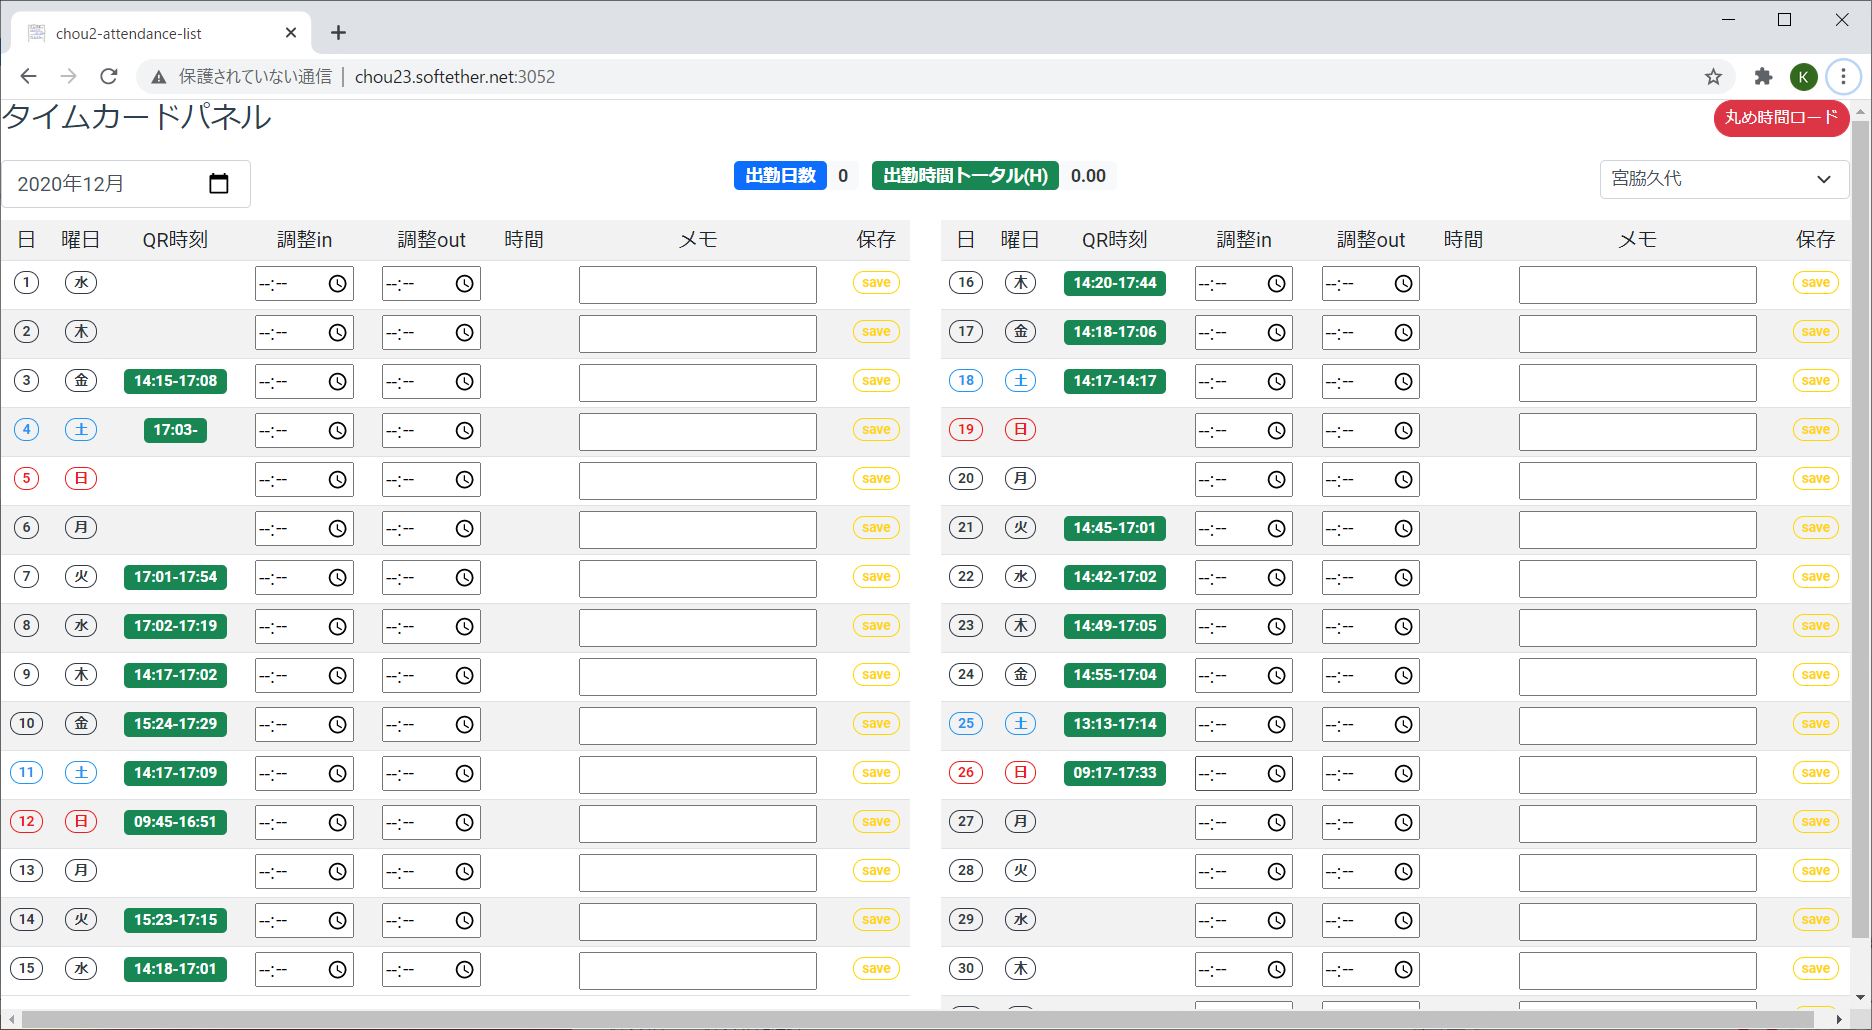 chou2-attendance-list
保護されていない通信 | chou23.softether.net:3052
K
タイムカードパネル
丸め時間ロード
2020年12月
出勤日数 0 出勤時間トータル(H) 0.00
宮脇久代
日 曜日 QR時刻 調整in 調整out 時間 メモ 保存
1 水 --:-- --:-- save
2 木 --:-- --:-- save
3 金 14:15-17:08 --:-- --:-- save
4 土 17:03- --:-- --:-- save
5 日 --:-- --:-- save
6 月 --:-- --:-- save
7 火 17:01-17:54 --:-- --:-- save
8 水 17:02-17:19 --:-- --:-- save
9 木 14:17-17:02 --:-- --:-- save
10 金 15:24-17:29 --:-- --:-- save
11 土 14:17-17:09 --:-- --:-- save
12 日 09:45-16:51 --:-- --:-- save
13 月 --:-- --:-- save
14 火 15:23-17:15 --:-- --:-- save
15 水 14:18-17:01 --:-- --:-- save
日 曜日 QR時刻 調整in 調整out 時間 メモ 保存
16 木 14:20-17:44 --:-- --:-- save
17 金 14:18-17:06 --:-- --:-- save
18 土 14:17-14:17 --:-- --:-- save
19 日 --:-- --:-- save
20 月 --:-- --:-- save
21 火 14:45-17:01 --:-- --:-- save
22 水 14:42-17:02 --:-- --:-- save
23 木 14:49-17:05 --:-- --:-- save
24 金 14:55-17:04 --:-- --:-- save
25 土 13:13-17:14 --:-- --:-- save
26 日 09:17-17:33 --:-- --:-- save
27 月 --:-- --:-- save
28 火 --:-- --:-- save
29 水 --:-- --:-- save
30 木 --:-- --:-- save